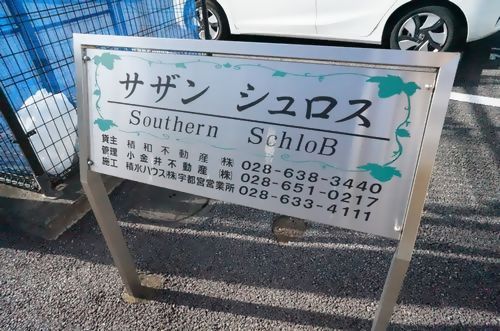 サザン シュロス
Southern SchloB
貸主 積和不動産㈱ 028-638-3440
管理 小金井不動産㈱ 028-651-0217
施工 積水ハウス㈱宇都宮営業所 028-633-4111